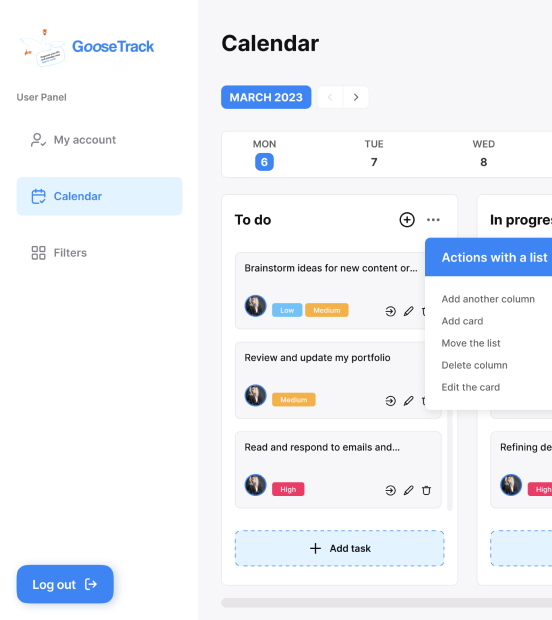 GooseTrack
User Panel
My account
Calendar
Filters
Log out
Calendar
MARCH 2023
MON TUE WED
6 7 8
To do
Brainstorm ideas for new content or...
Low Medium
Review and update my portfolio
Medium
Read and respond to emails and...
High
Add task
In progres
Actions with a list
Add another column
Add card
Move the list
Delete column
Edit the card
Refining de
High